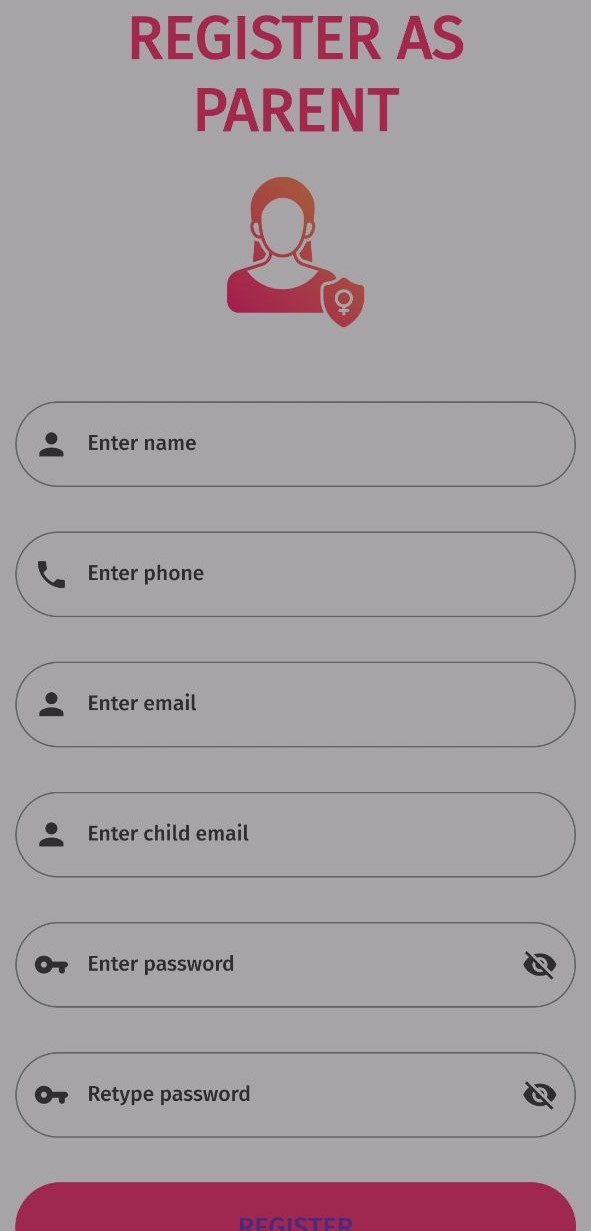 REGISTER AS
PARENT
Enter name
Enter phone
Enter email
Enter child email
Enter password
Retype password
REGISTER